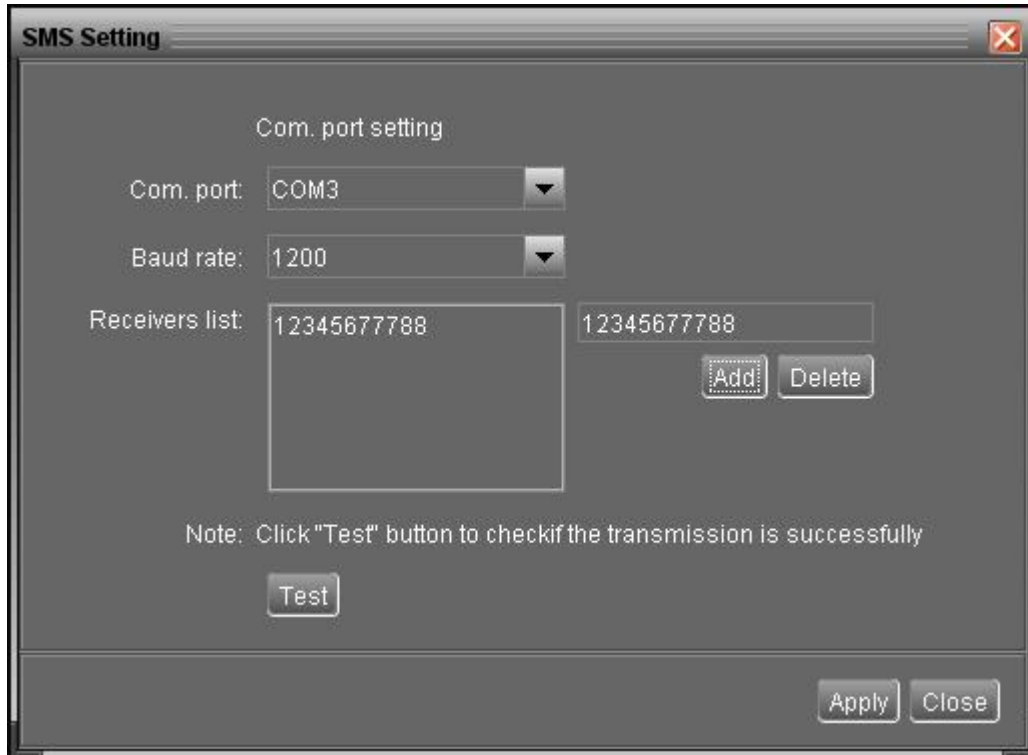 SMS Setting
Com. port setting
Com. port: COM3
Baud rate: 1200
Receivers list: 12345677788 12345677788
Add Delete
Note: Click "Test" button to checkif the transmission is successfully
Test
Apply Close